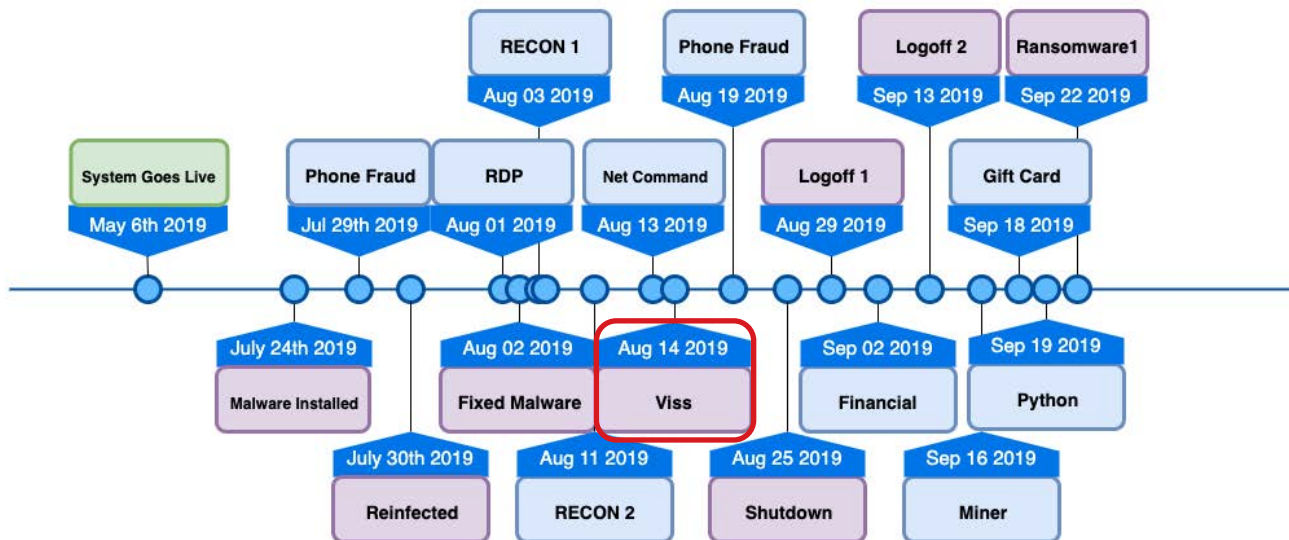 RECON 1
Aug 03 2019
Phone Fraud
Aug 19 2019
Logoff 2
Sep 13 2019
Ransomware1
Sep 22 2019
System Goes Live
May 6th 2019
Phone Fraud
Jul 29th 2019
RDP
Aug 01 2019
Net Command
Aug 13 2019
Logoff 1
Aug 29 2019
Gift Card
Sep 18 2019
July 24th 2019
Malware Installed
Aug 02 2019
Fixed Malware
Aug 14 2019
Viss
Sep 02 2019
Financial
Sep 19 2019
Python
July 30th 2019
Reinfected
Aug 11 2019
RECON 2
Aug 25 2019
Shutdown
Sep 16 2019
Miner